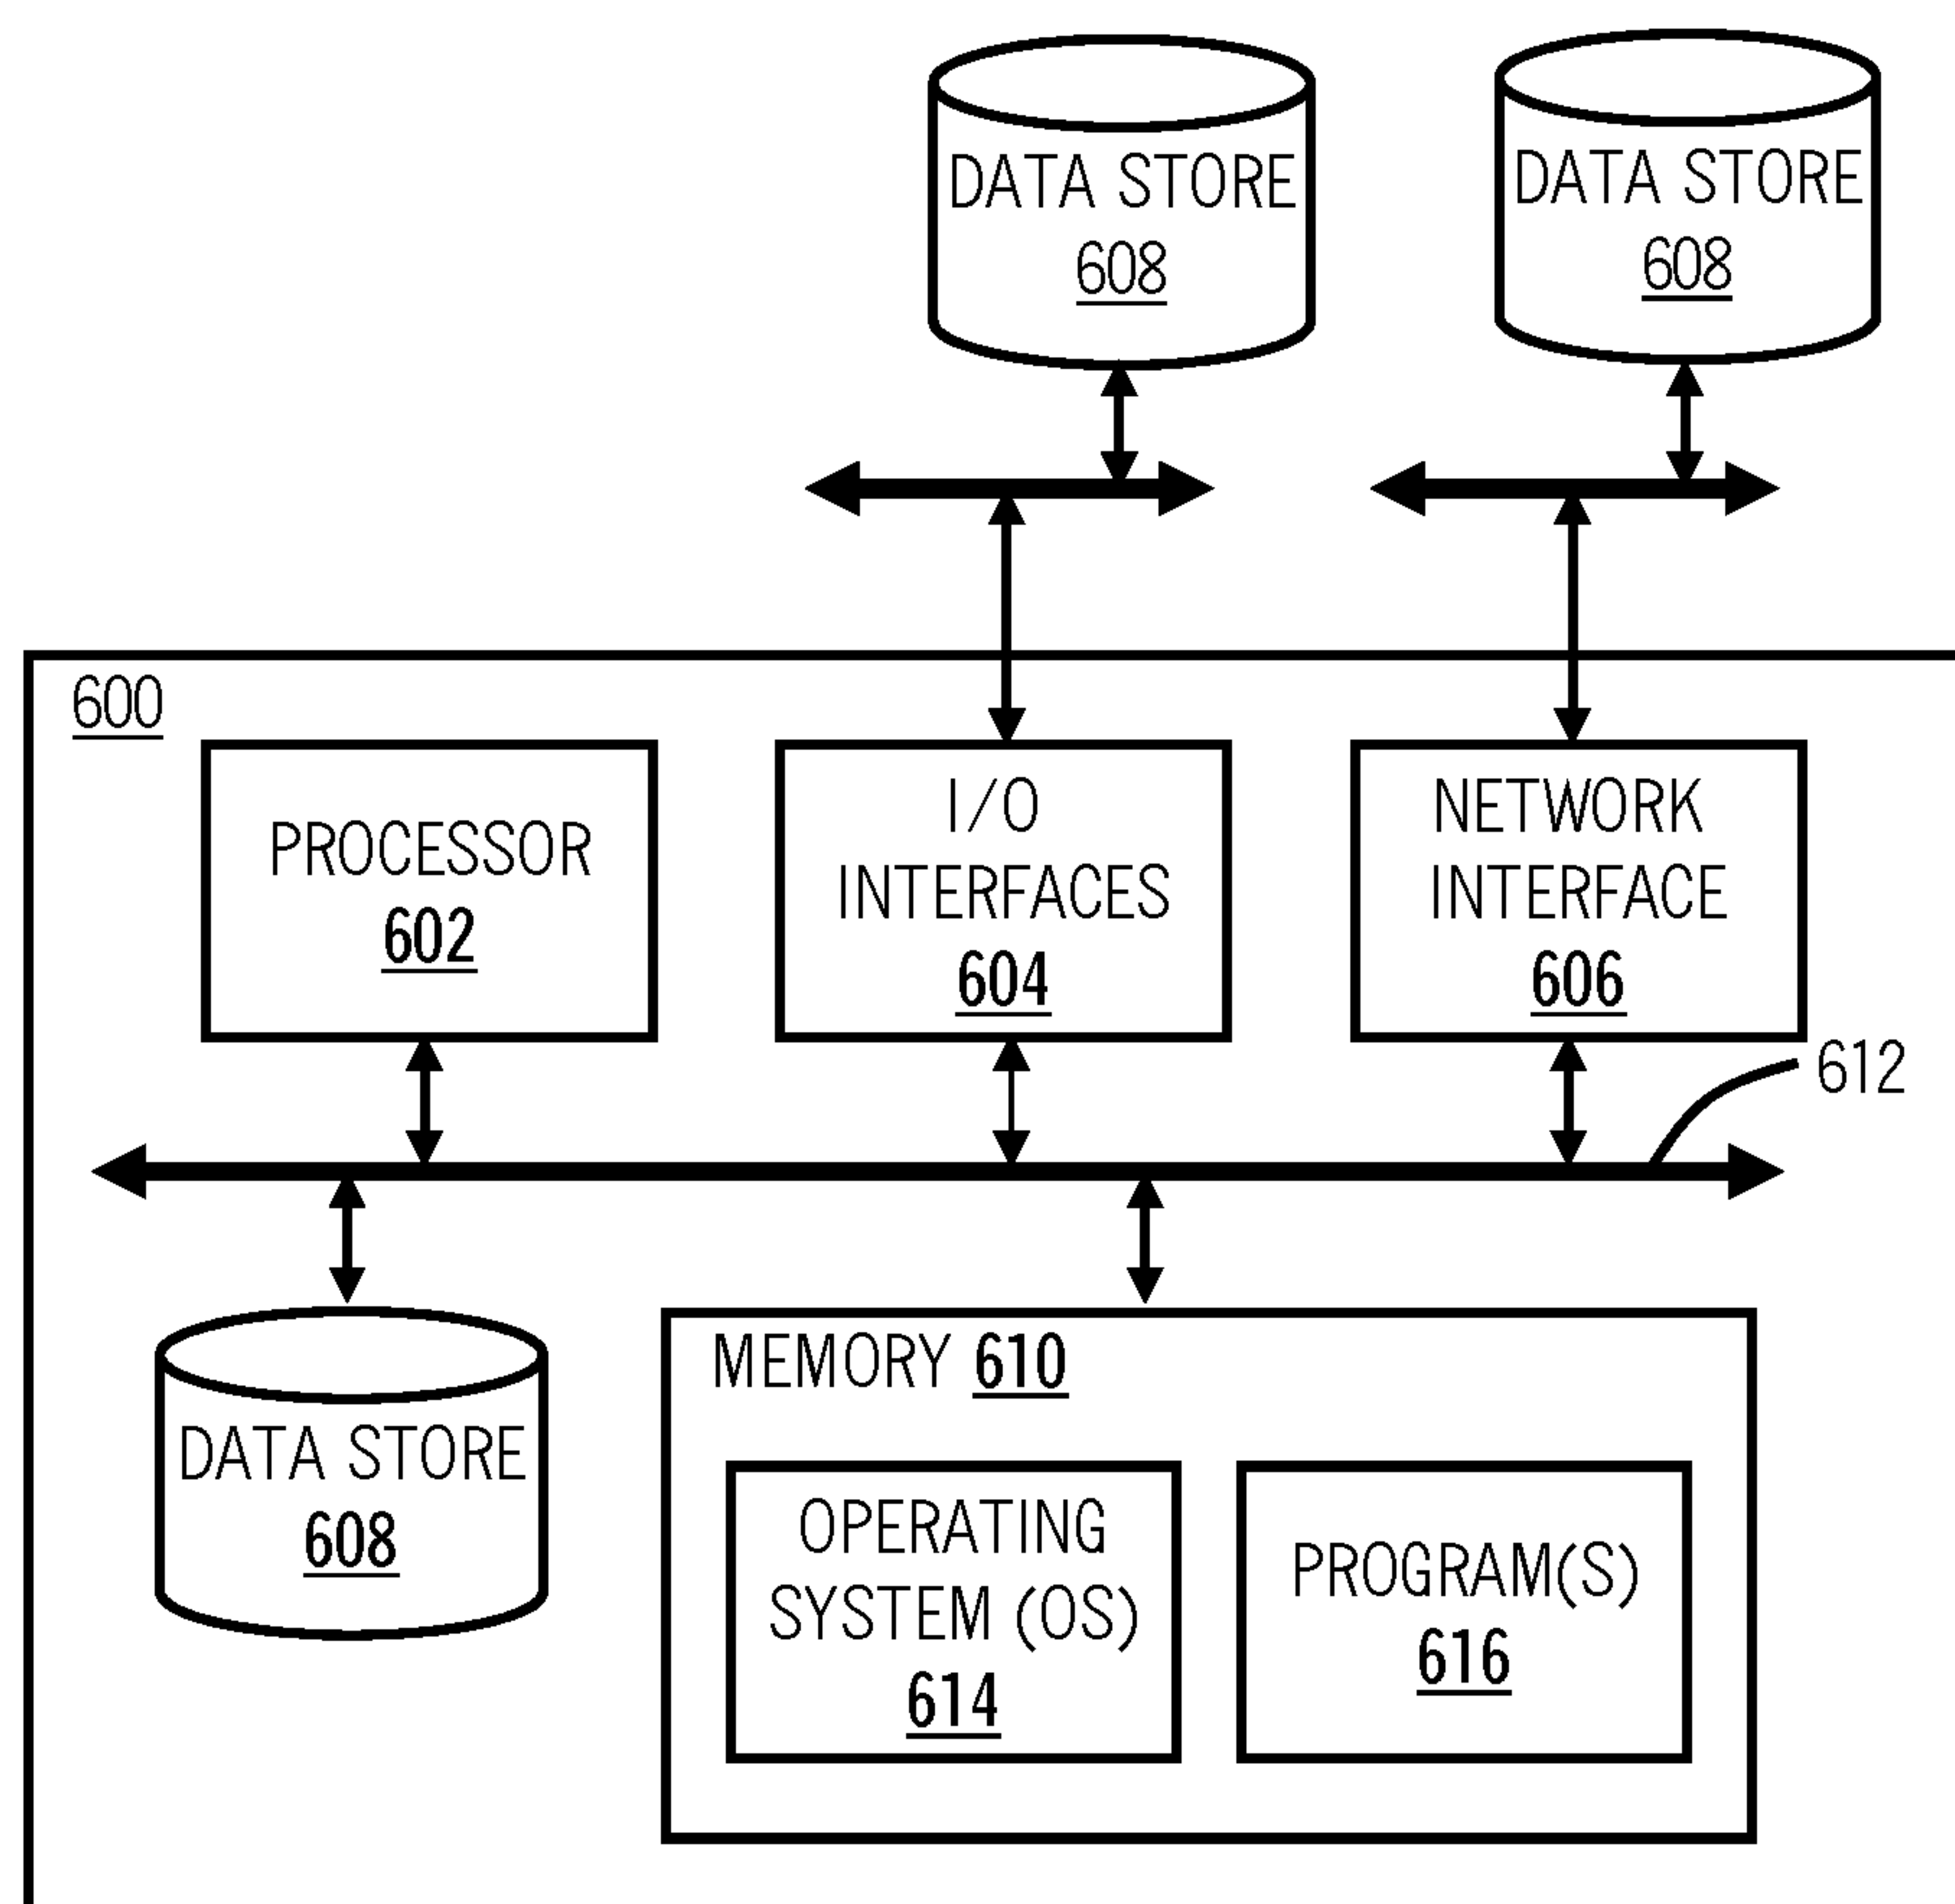 DATA STORE
608
DATA STORE
608
600
PROCESSOR
602
I/O
INTERFACES
604
NETWORK
INTERFACE
606
612
DATA STORE
608
MEMORY 610
OPERATING
SYSTEM (OS)
614
PROGRAM(S)
616